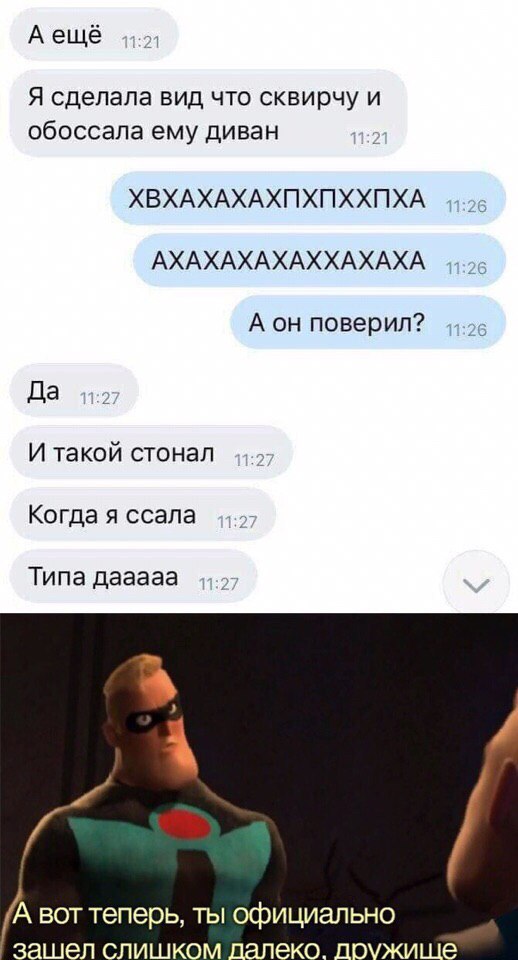 А ещё 11:21
Я сделала вид что сквирчу и
обоссала ему диван 11:21
ХВХАХАХАХПХПХХПХА 11:26
АХАХАХАХАХХАХАХА 11:26
А он поверил? 11:26
Да 11:27
И такой стонал 11:27
Когда я ссала 11:27
Типа дааааа 11:27
А вот теперь, ты официально
зашел слишком далеко, дружище